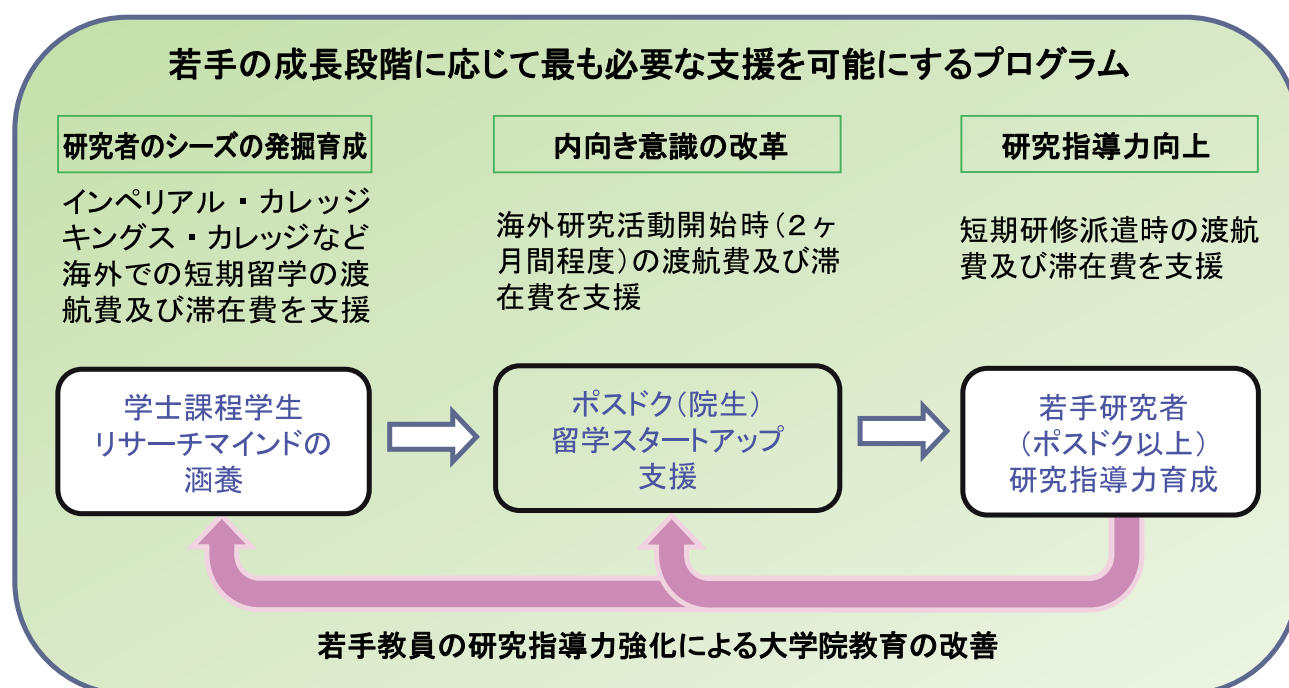 若手の成長段階に応じて最も必要な支援を可能にするプログラム
研究者のシーズの発掘育成
インペリアル・カレッジ
キングス・カレッジなど
海外での短期留学の渡
航費及び滞在費を支援
学士課程学生
リサーチマインドの
涵養
内向き意識の改革
海外研究活動開始時(2ヶ
月間程度)の渡航費及び滞
在費を支援
ポスドク(院生)
留学スタートアップ
支援
研究指導力向上
短期研修派遣時の渡航
費及び滞在費を支援
若手研究者
(ポスドク以上)
研究指導力育成
若手教員の研究指導力強化による大学院教育の改善